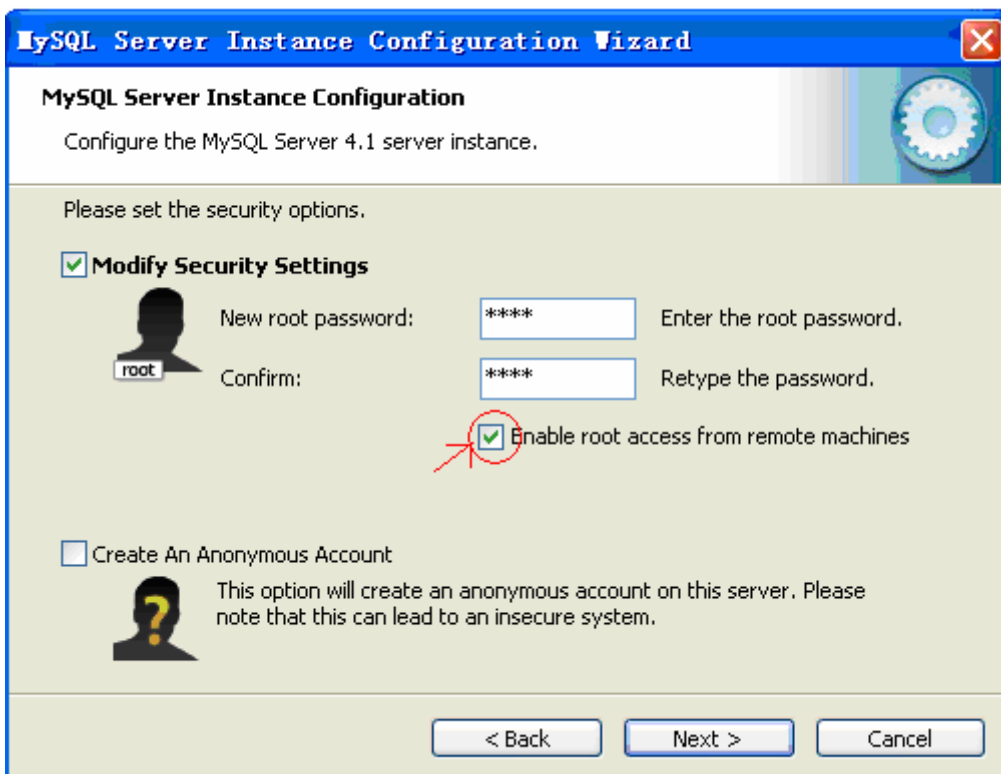 MySQL Server Instance Configuration Wizard
MySQL Server Instance Configuration
Configure the MySQL Server 4.1 server instance.
Please set the security options.
Modify Security Settings
New root password: **** Enter the root password.
root
Confirm: **** Retype the password.
Enable root access from remote machines
Create An Anonymous Account
This option will create an anonymous account on this server. Please
note that this can lead to an insecure system.
< Back Next > Cancel